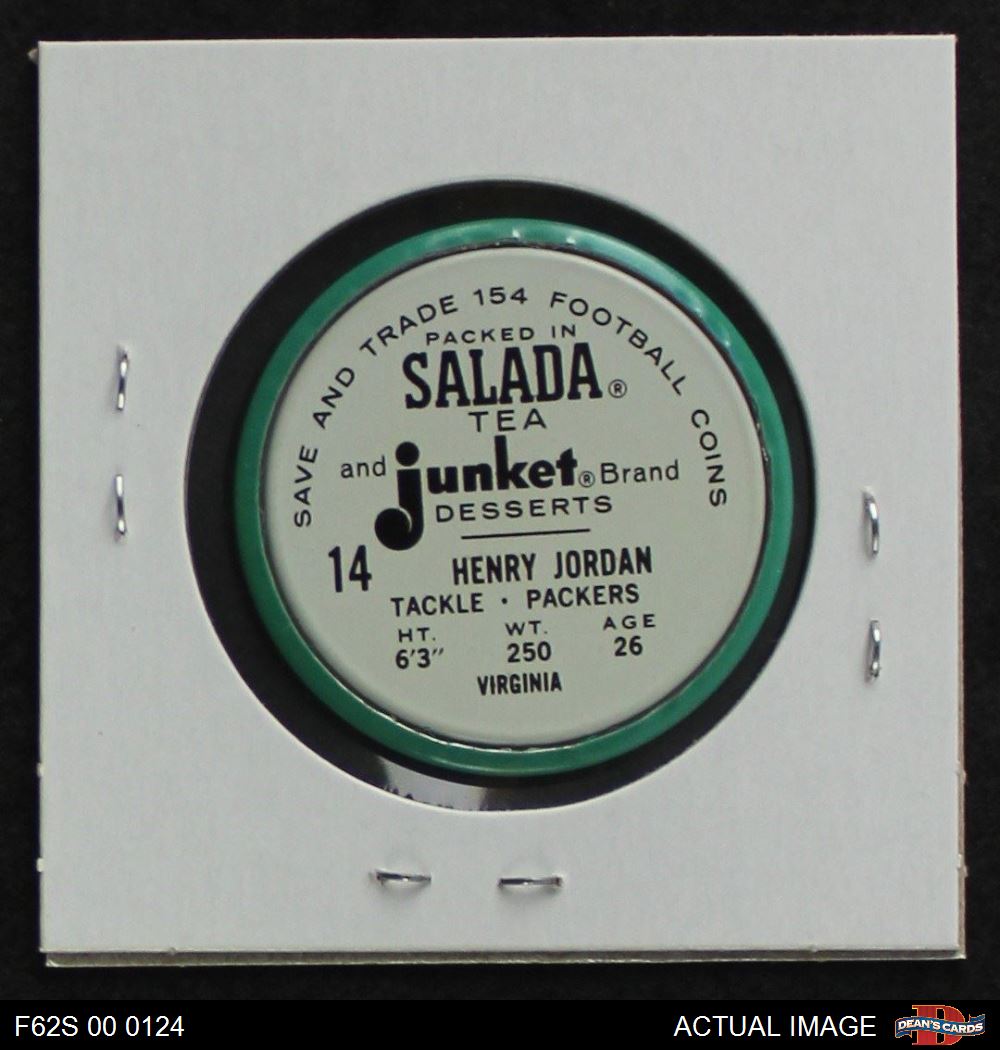 SAVE AND TRADE 154 FOOTBALL COINS
PACKED IN
SALADA®
TEA
and junket® Brand
DESSERTS
14 HENRY JORDAN
TACKLE · PACKERS
HT. WT. AGE
6'3" 250 26
VIRGINIA
F62S 00 0124
ACTUAL IMAGE
D
DEAN'S CARDS